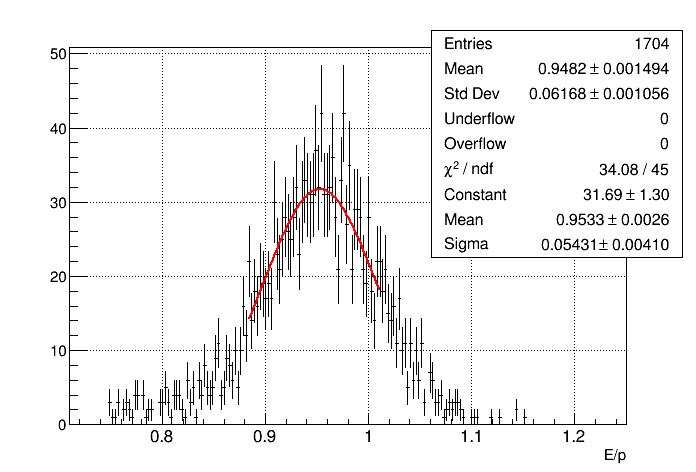 Entries 1704
Mean 0.9482 ± 0.001494
Std Dev 0.06168 ± 0.001056
Underflow 0
Overflow 0
χ² / ndf 34.08 / 45
Constant 31.69 ± 1.30
Mean 0.9533 ± 0.0026
Sigma 0.05431 ± 0.00410
50
40
30
20
10
0
0.8 0.9 1 1.1 1.2
E/p